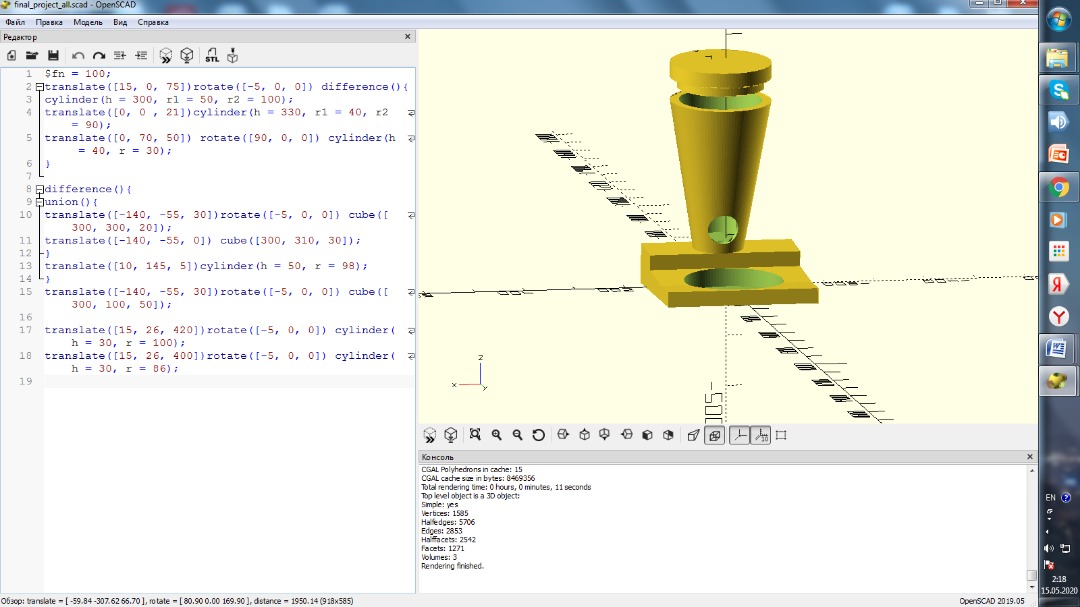 final_project_all.scad - OpenSCAD
Файл Правка Модель Вид Справка
Редактор
STL
1 $fn = 100;
2 translate([15, 0, 75])rotate([-5, 0, 0]) difference(){
3 cylinder(h = 300, r1 = 50, r2 = 100);
4 translate([0, 0 , 21])cylinder(h = 330, r1 = 40, r2
= 90);
5 translate([0, 70, 50]) rotate([90, 0, 0]) cylinder(h
= 40, r = 30);
6 }
7
8 difference(){
9 union(){
10 translate([-140, -55, 30])rotate([-5, 0, 0]) cube([
300, 300, 20]);
11 translate([-140, -55, 0]) cube([300, 310, 30]);
12 }
13 translate([10, 145, 5])cylinder(h = 50, r = 98);
14 }
15 translate([-140, -55, 30])rotate([-5, 0, 0]) cube([
300, 100, 50]);
16
17 translate([15, 26, 420])rotate([-5, 0, 0]) cylinder(
h = 30, r = 100);
18 translate([15, 26, 400])rotate([-5, 0, 0]) cylinder(
h = 30, r = 86);
19
z
x
y
Консоль
CGAL Polyhedrons in cache: 15
CGAL cache size in bytes: 8469356
Total rendering time: 0 hours, 0 minutes, 11 seconds
Top level object is a 3D object:
Simple: yes
Vertices: 1585
Halfedges: 5706
Edges: 2853
Halffacets: 2542
Facets: 1271
Volumes: 3
Rendering finished.
Обзор: translate = [ -59.84 -307.62 66.70 ], rotate = [ 80.90 0.00 169.90 ], distance = 1950.14 (918x585)
OpenSCAD 2019.05
EN
2:18
15.05.2020